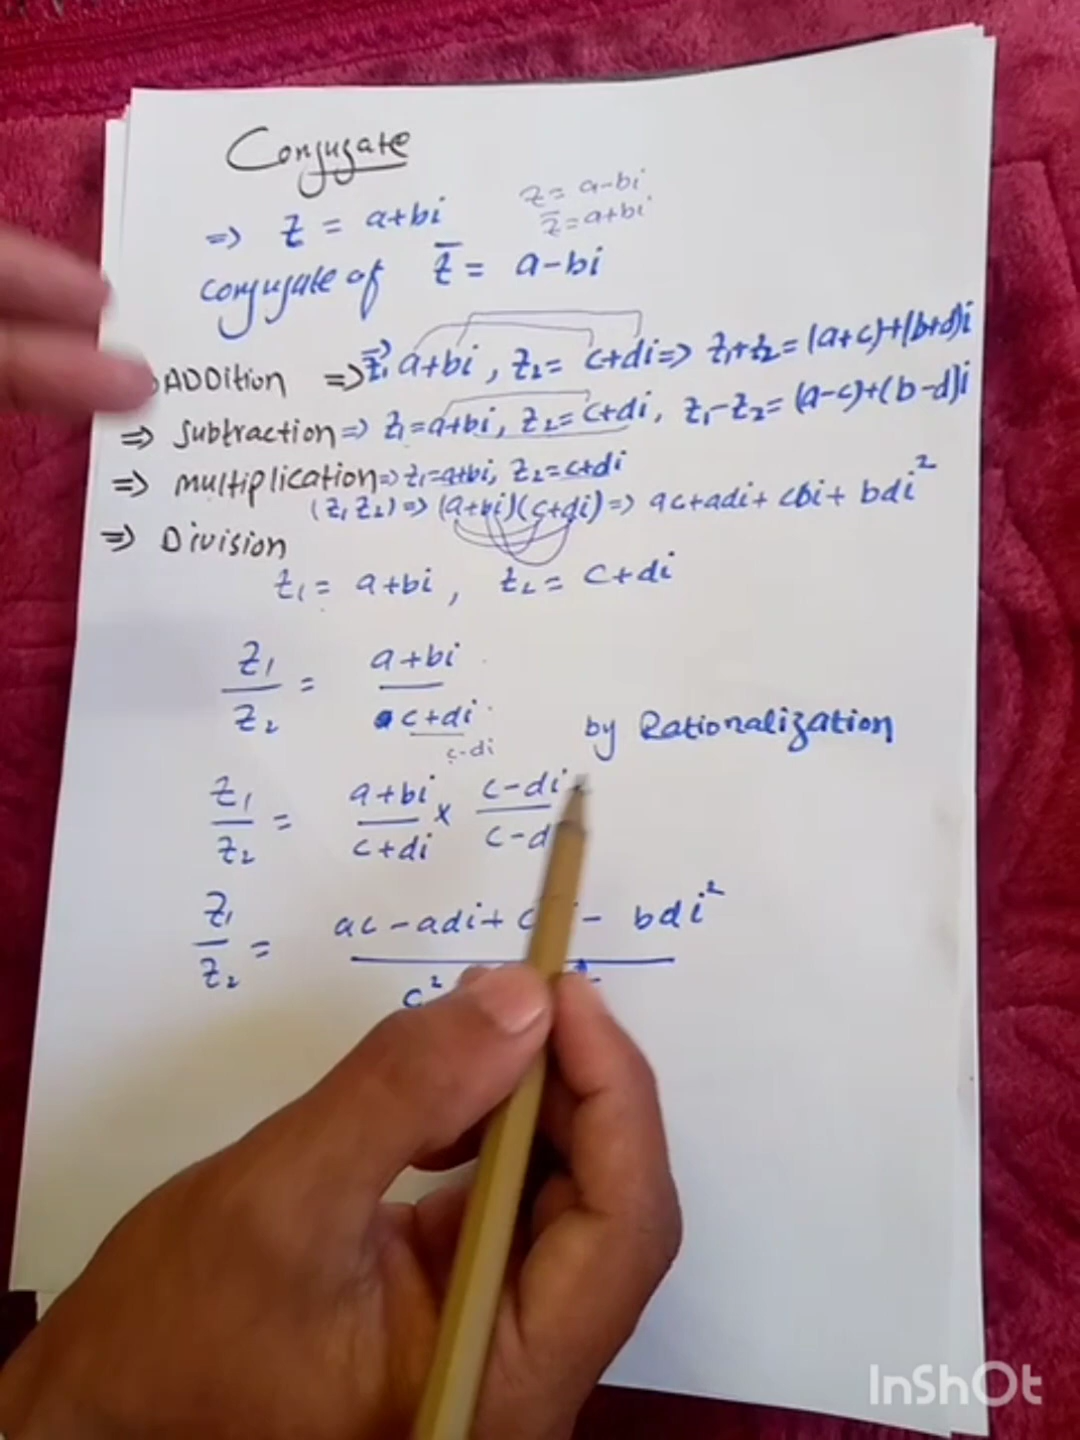 Conjugate
z = a-bi
z̄ = a+bi
=> z = a+bi
conjugate of z̄ = a-bi
ADDition => z₁ a+bi, z₂ = c+di => z₁+z₂ = (a+c)+(b+d)i
=> Subtraction => z₁=a+bi, z₂=c+di, z₁-z₂ = (a-c)+(b-d)i
=> multiplication => z₁=a+bi, z₂=c+di
(z₁ z₂) => (a+bi)(c+di) => ac+adi+cbi+bdi²
=> Division
z₁ = a+bi, z₂ = c+di
z₁/z₂ = a+bi/c+di
c-di
by Rationalization
z₁/z₂ = a+bi/c+di × c-di/c-d
z₁/z₂ = ac-adi+ - bdi²/c²
InShOt